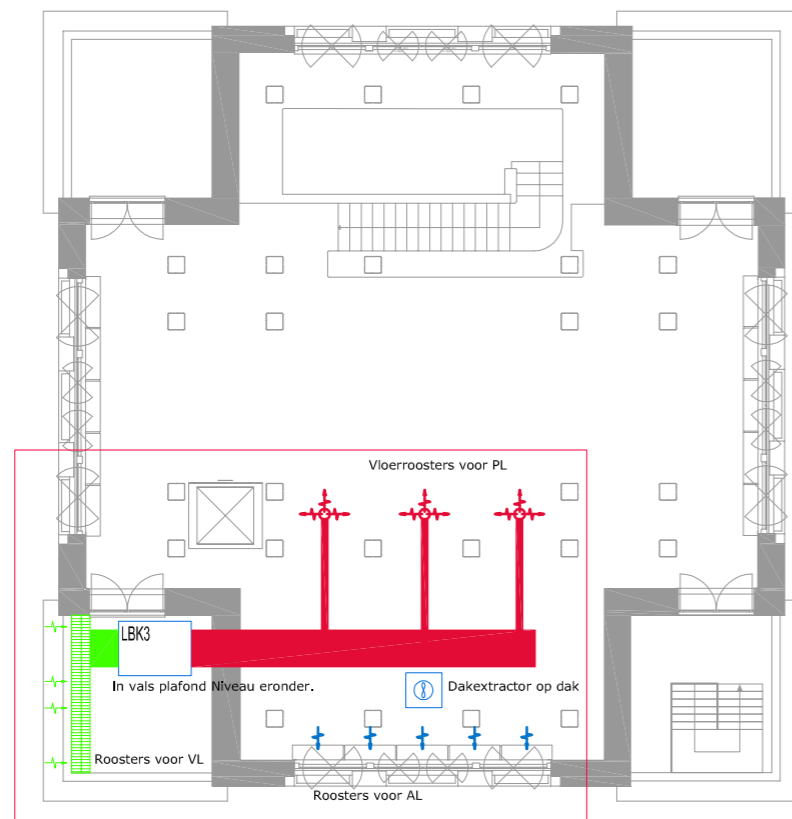 Vloerroosters voor PL
LBK3
In vals plafond Niveau eronder.
Dakextractor op dak
Roosters voor VL
Roosters voor AL